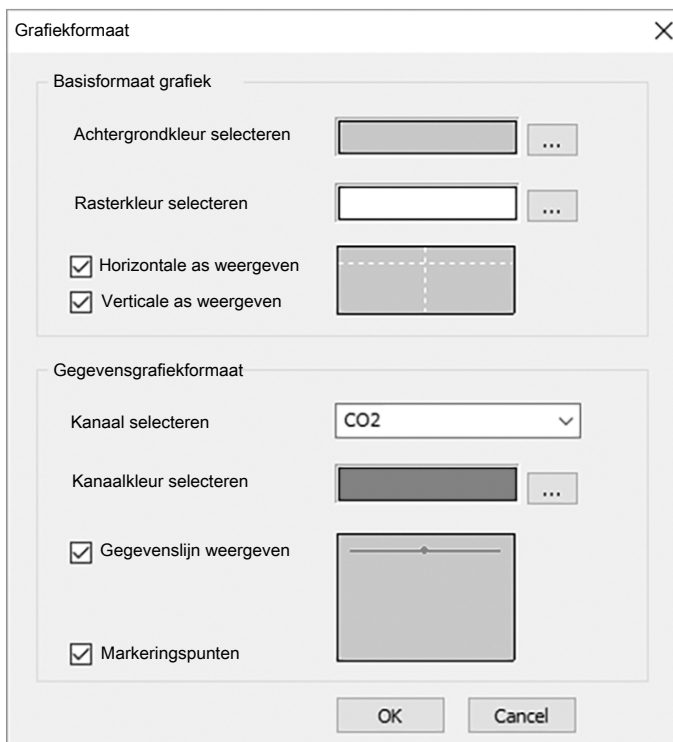 Grafiekformaat
Basisformaat grafiek
Achtergrondkleur selecteren
...
Rasterkleur selecteren
...
Horizontale as weergeven
Verticale as weergeven
Gegevensgrafiekformaat
Kanaal selecteren
CO2
Kanaalkleur selecteren
...
Gegevenslijn weergeven
Markeringspunten
OK
Cancel